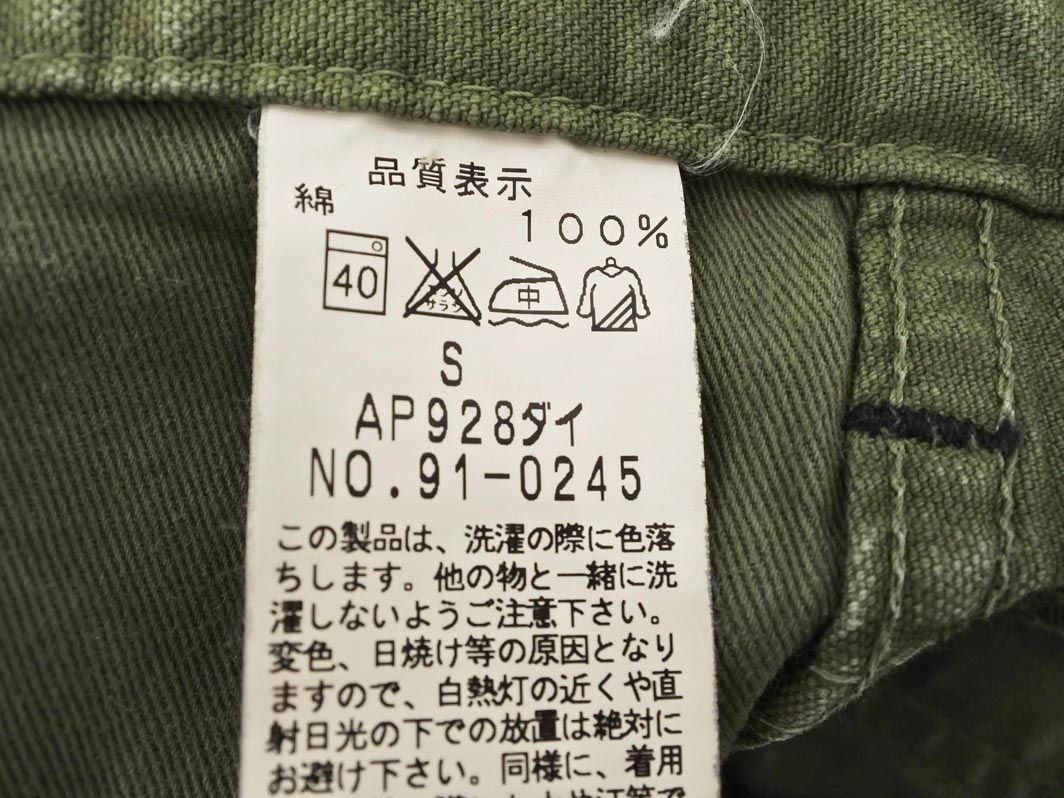 品質表示
綿
100%
40
中
S
AP928ダイ
NO.91-0245
この製品は、洗濯の際に色落
ちします。他の物と一緒に洗
濯しないようご注意下さい。
変色、日焼け等の原因となり
ますので、白熱灯の近くや直
射日光の下での放置は絶対に
お避け下さい。同様に、着用